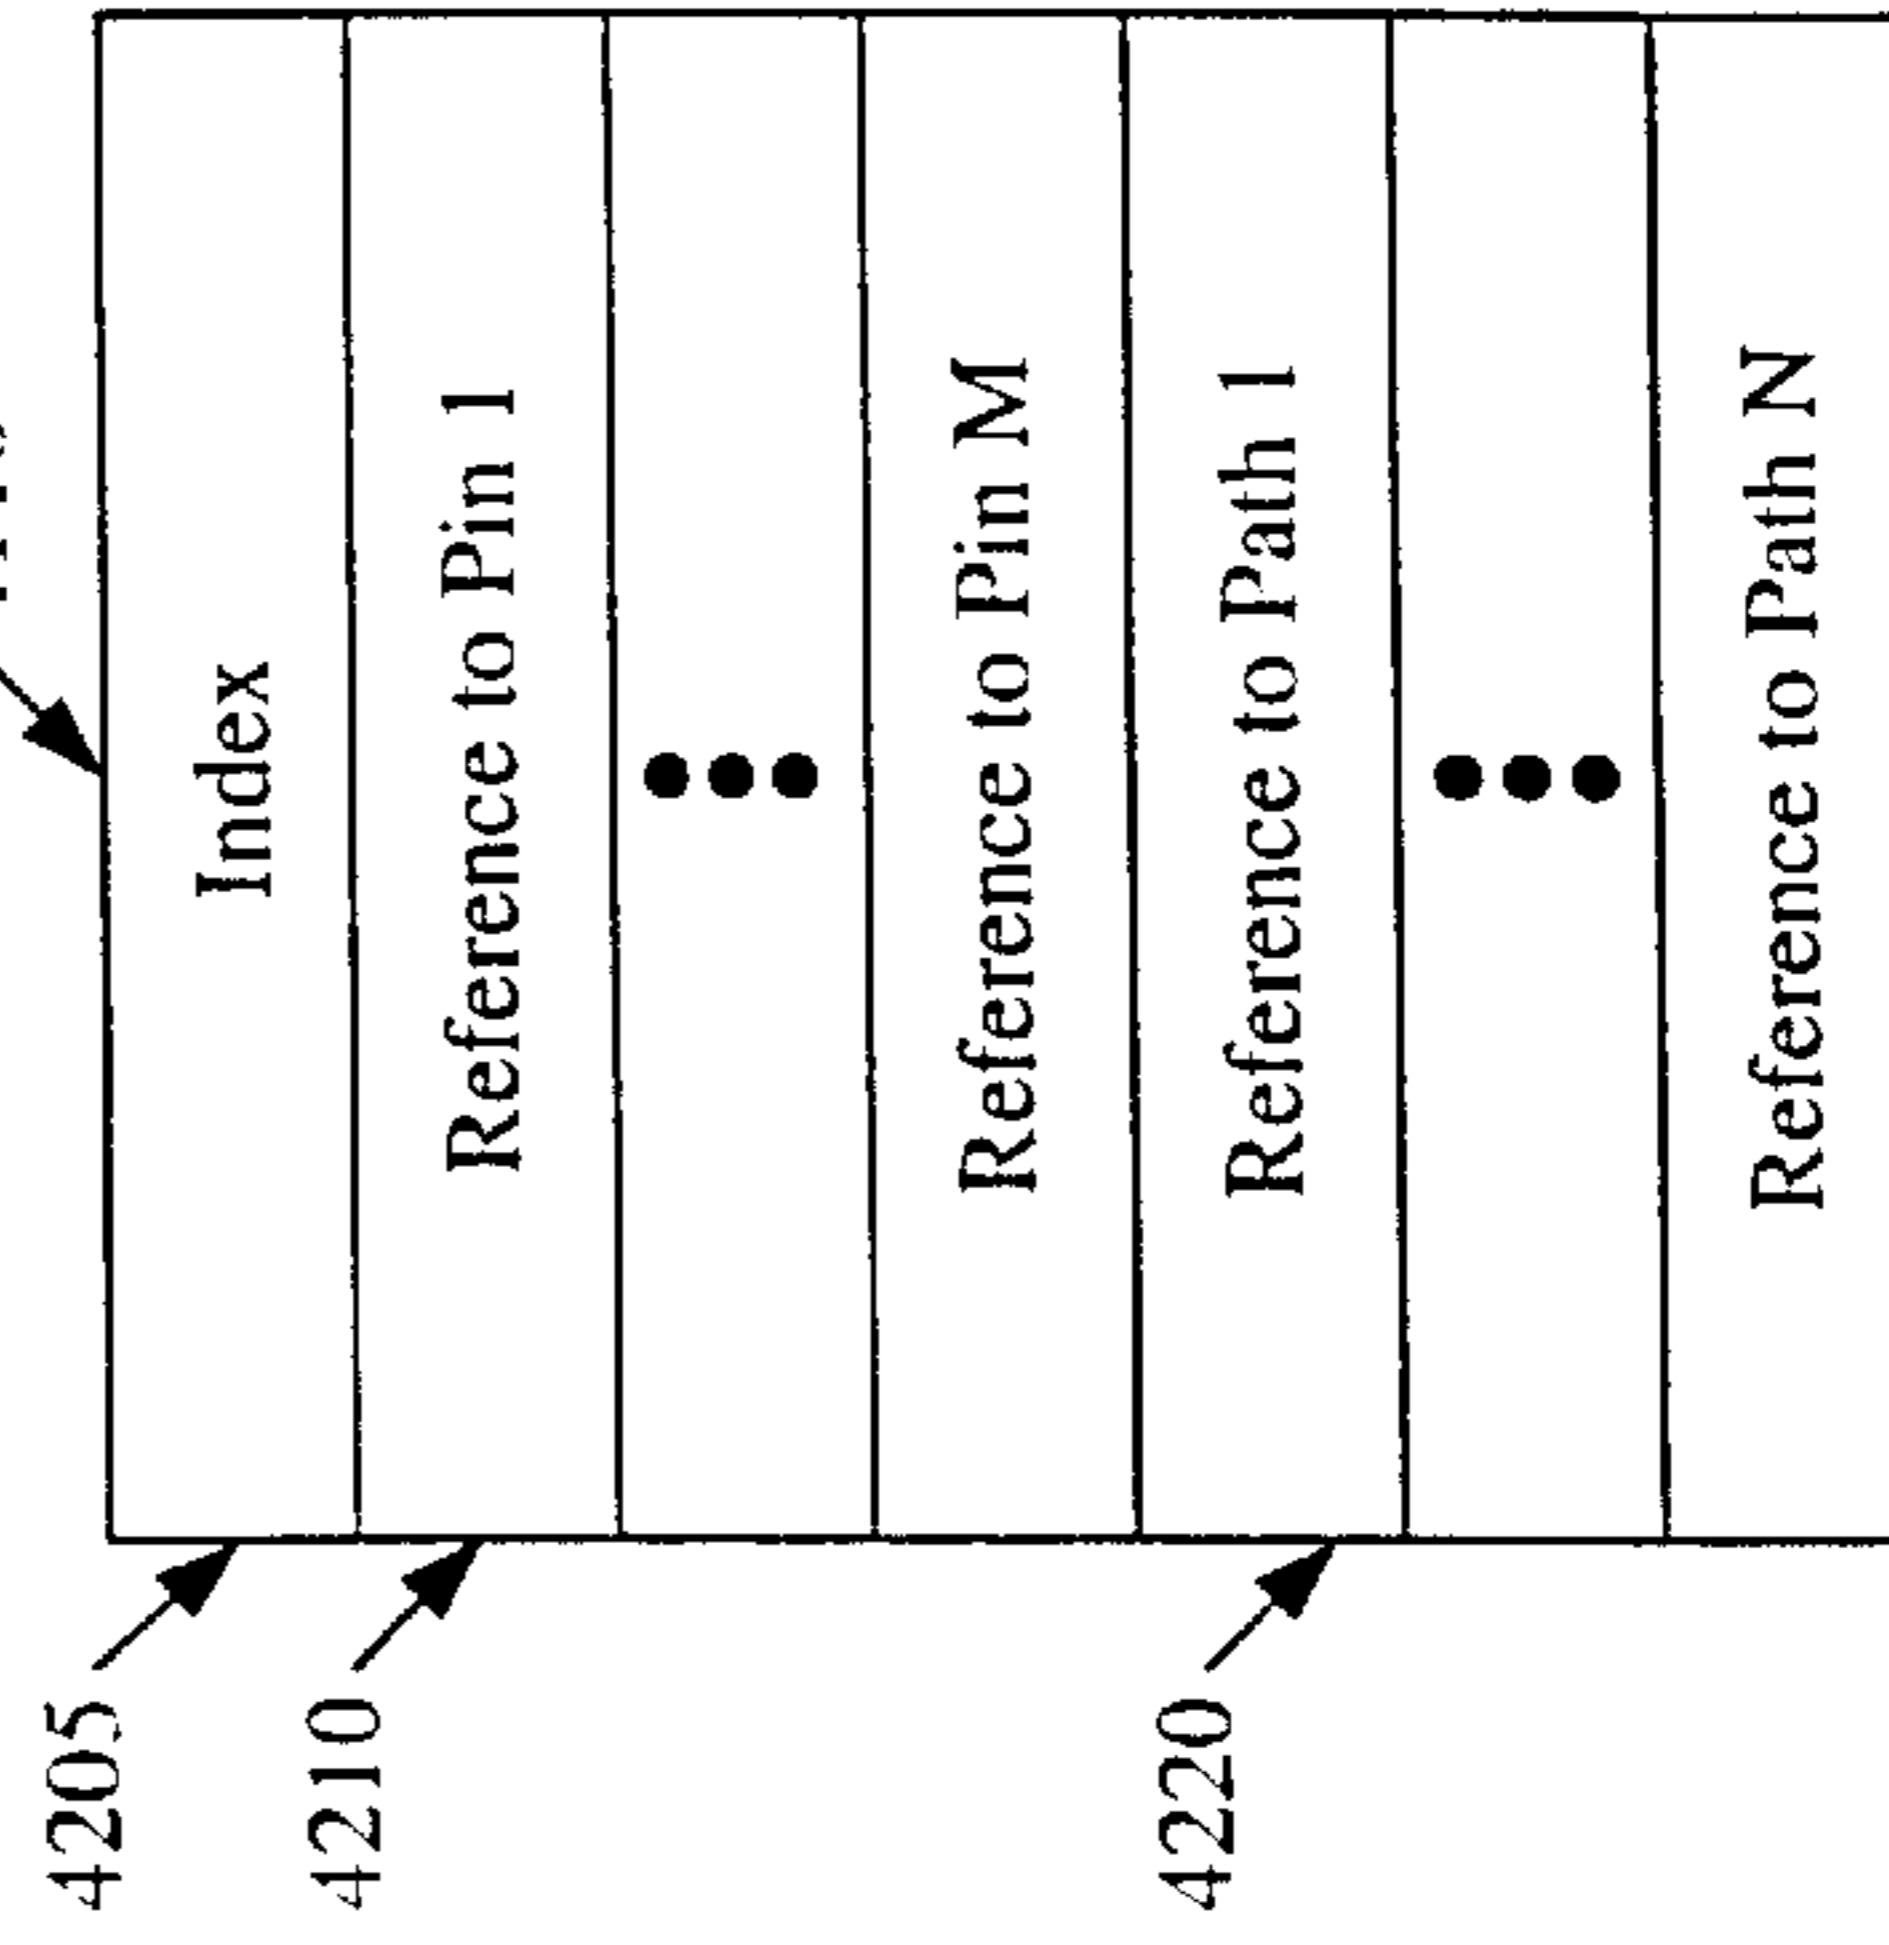 4205
Index
4210
Reference to Pin 1
Reference to Pin M
4220
Reference to Path 1
Reference to Path N